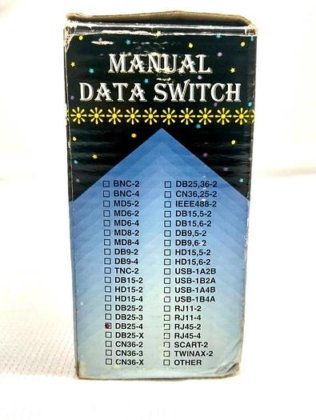 MANUAL
DATA SWITCH
BNC-2
BNC-4
MD5-2
MD6-2
MD6-4
MD8-2
MD8-4
DB9-2
DB9-4
TNC-2
DB15-2
HD15-2
HD15-4
DB25-2
DB25-3
DB25-4
DB25-X
CN36-2
CN36-3
CN36-X
DB25,36-2
CN36,25-2
IEEE488-2
DB15,5-2
DB15,6-2
DB9,5-2
DB9,6-2
HD15,5-2
HD15,6-2
USB-1A2B
USB-1B2A
USB-1A4B
USB-1B4A
RJ11-2
RJ11-4
RJ45-2
RJ45-4
SCART-2
TWINAX-2
OTHER